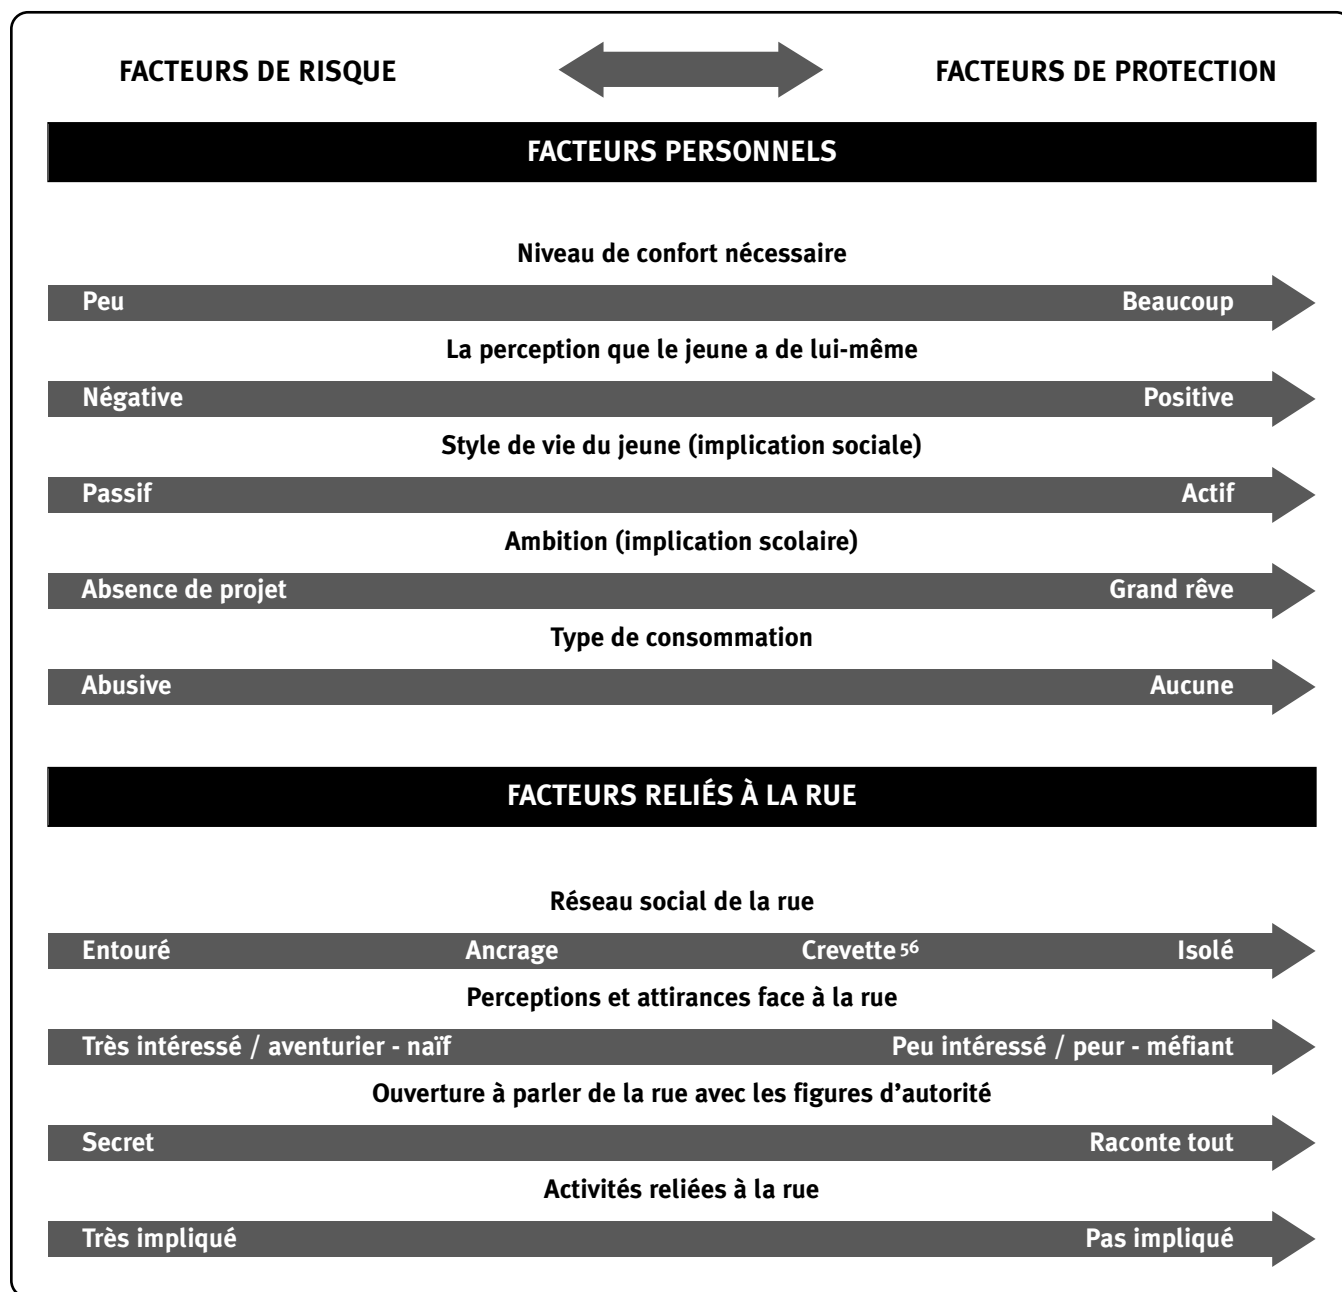 FACTEURS DE RISQUE FACTEURS DE PROTECTION
FACTEURS PERSONNELS
Niveau de confort nécessaire
Peu Beaucoup
La perception que le jeune a de lui-même
Négative Positive
Style de vie du jeune (implication sociale)
Passif Actif
Ambition (implication scolaire)
Absence de projet Grand rêve
Type de consommation
Abusive Aucune
FACTEURS RELIÉS À LA RUE
Réseau social de la rue
Entouré Ancrage Crevette 56 Isolé
Perceptions et attirances face à la rue
Très intéressé / aventurier - naïf Peu intéressé / peur - méfiant
Ouverture à parler de la rue avec les figures d’autorité
Secret Raconte tout
Activités reliées à la rue
Très impliqué Pas impliqué